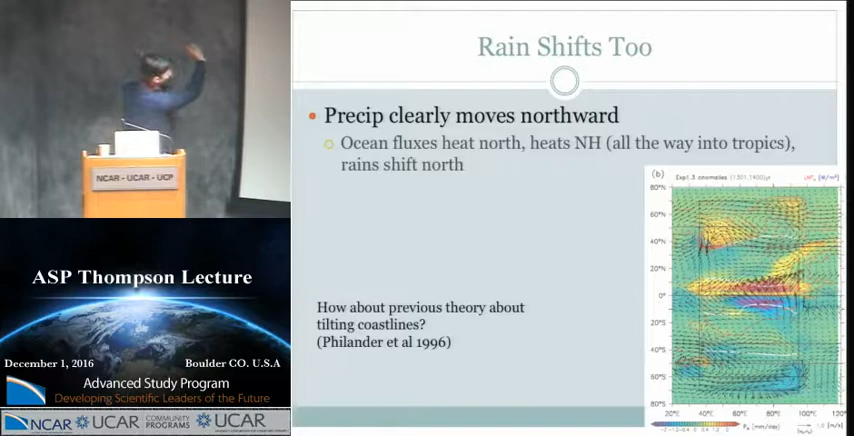 Rain Shifts Too
Precip clearly moves northward
Ocean fluxes heat north, heats NH (all the way into tropics),
rains shift north
How about previous theory about
tilting coastlines?
(Philander et al 1996)
(b)
80°N
60°N
40°N
20°N
0°
20°S
40°S
60°S
80°S
20°E 40°E 60°E 80°E 100°E 120°E
NCAR - UCAR - UCP
ASP Thompson Lecture
December 1, 2016 Boulder CO. U.S.A
Advanced Study Program
Developing Scientific Leaders of the Future
NCAR UCAR COMMUNITY PROGRAMS UCAR